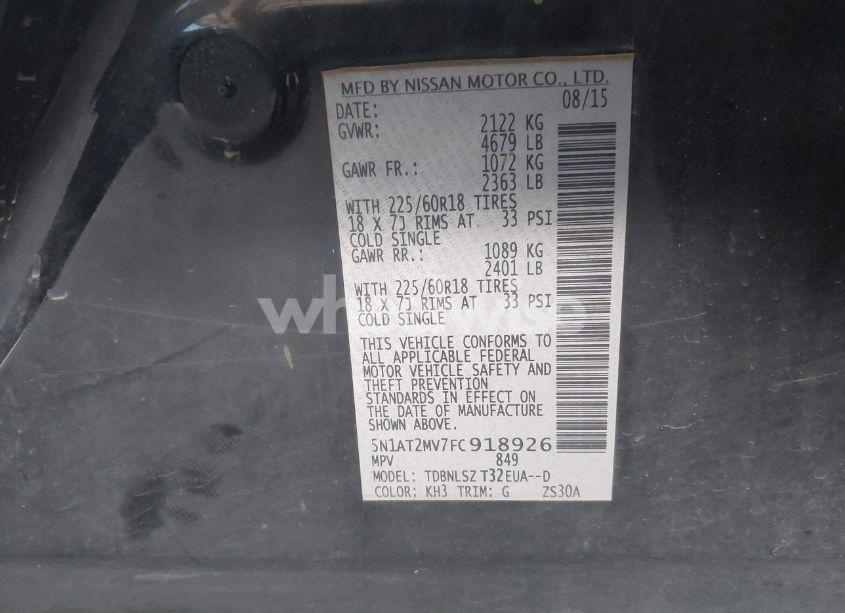 MFD BY NISSAN MOTOR CO., LTD.
DATE: 08/15
GVWR: 2122 KG
4679 LB
GAWR FR.: 1072 KG
2363 LB
WITH 225/60R18 TIRES
18 X 7J RIMS AT 33 PSI
COLD SINGLE
GAWR RR.: 1089 KG
2401 LB
WITH 225/60R18 TIRES
18 X 7J RIMS AT 33 PSI
COLD SINGLE
THIS VEHICLE CONFORMS TO
ALL APPLICABLE FEDERAL
MOTOR VEHICLE SAFETY AND
THEFT PREVENTION
STANDARDS IN EFFECT ON
THE DATE OF MANUFACTURE
SHOWN ABOVE.
5N1AT2MV7FC918926
MPV 849
MODEL: TDBNLSZ T32EUA--D
COLOR: KH3 TRIM: G ZS30A